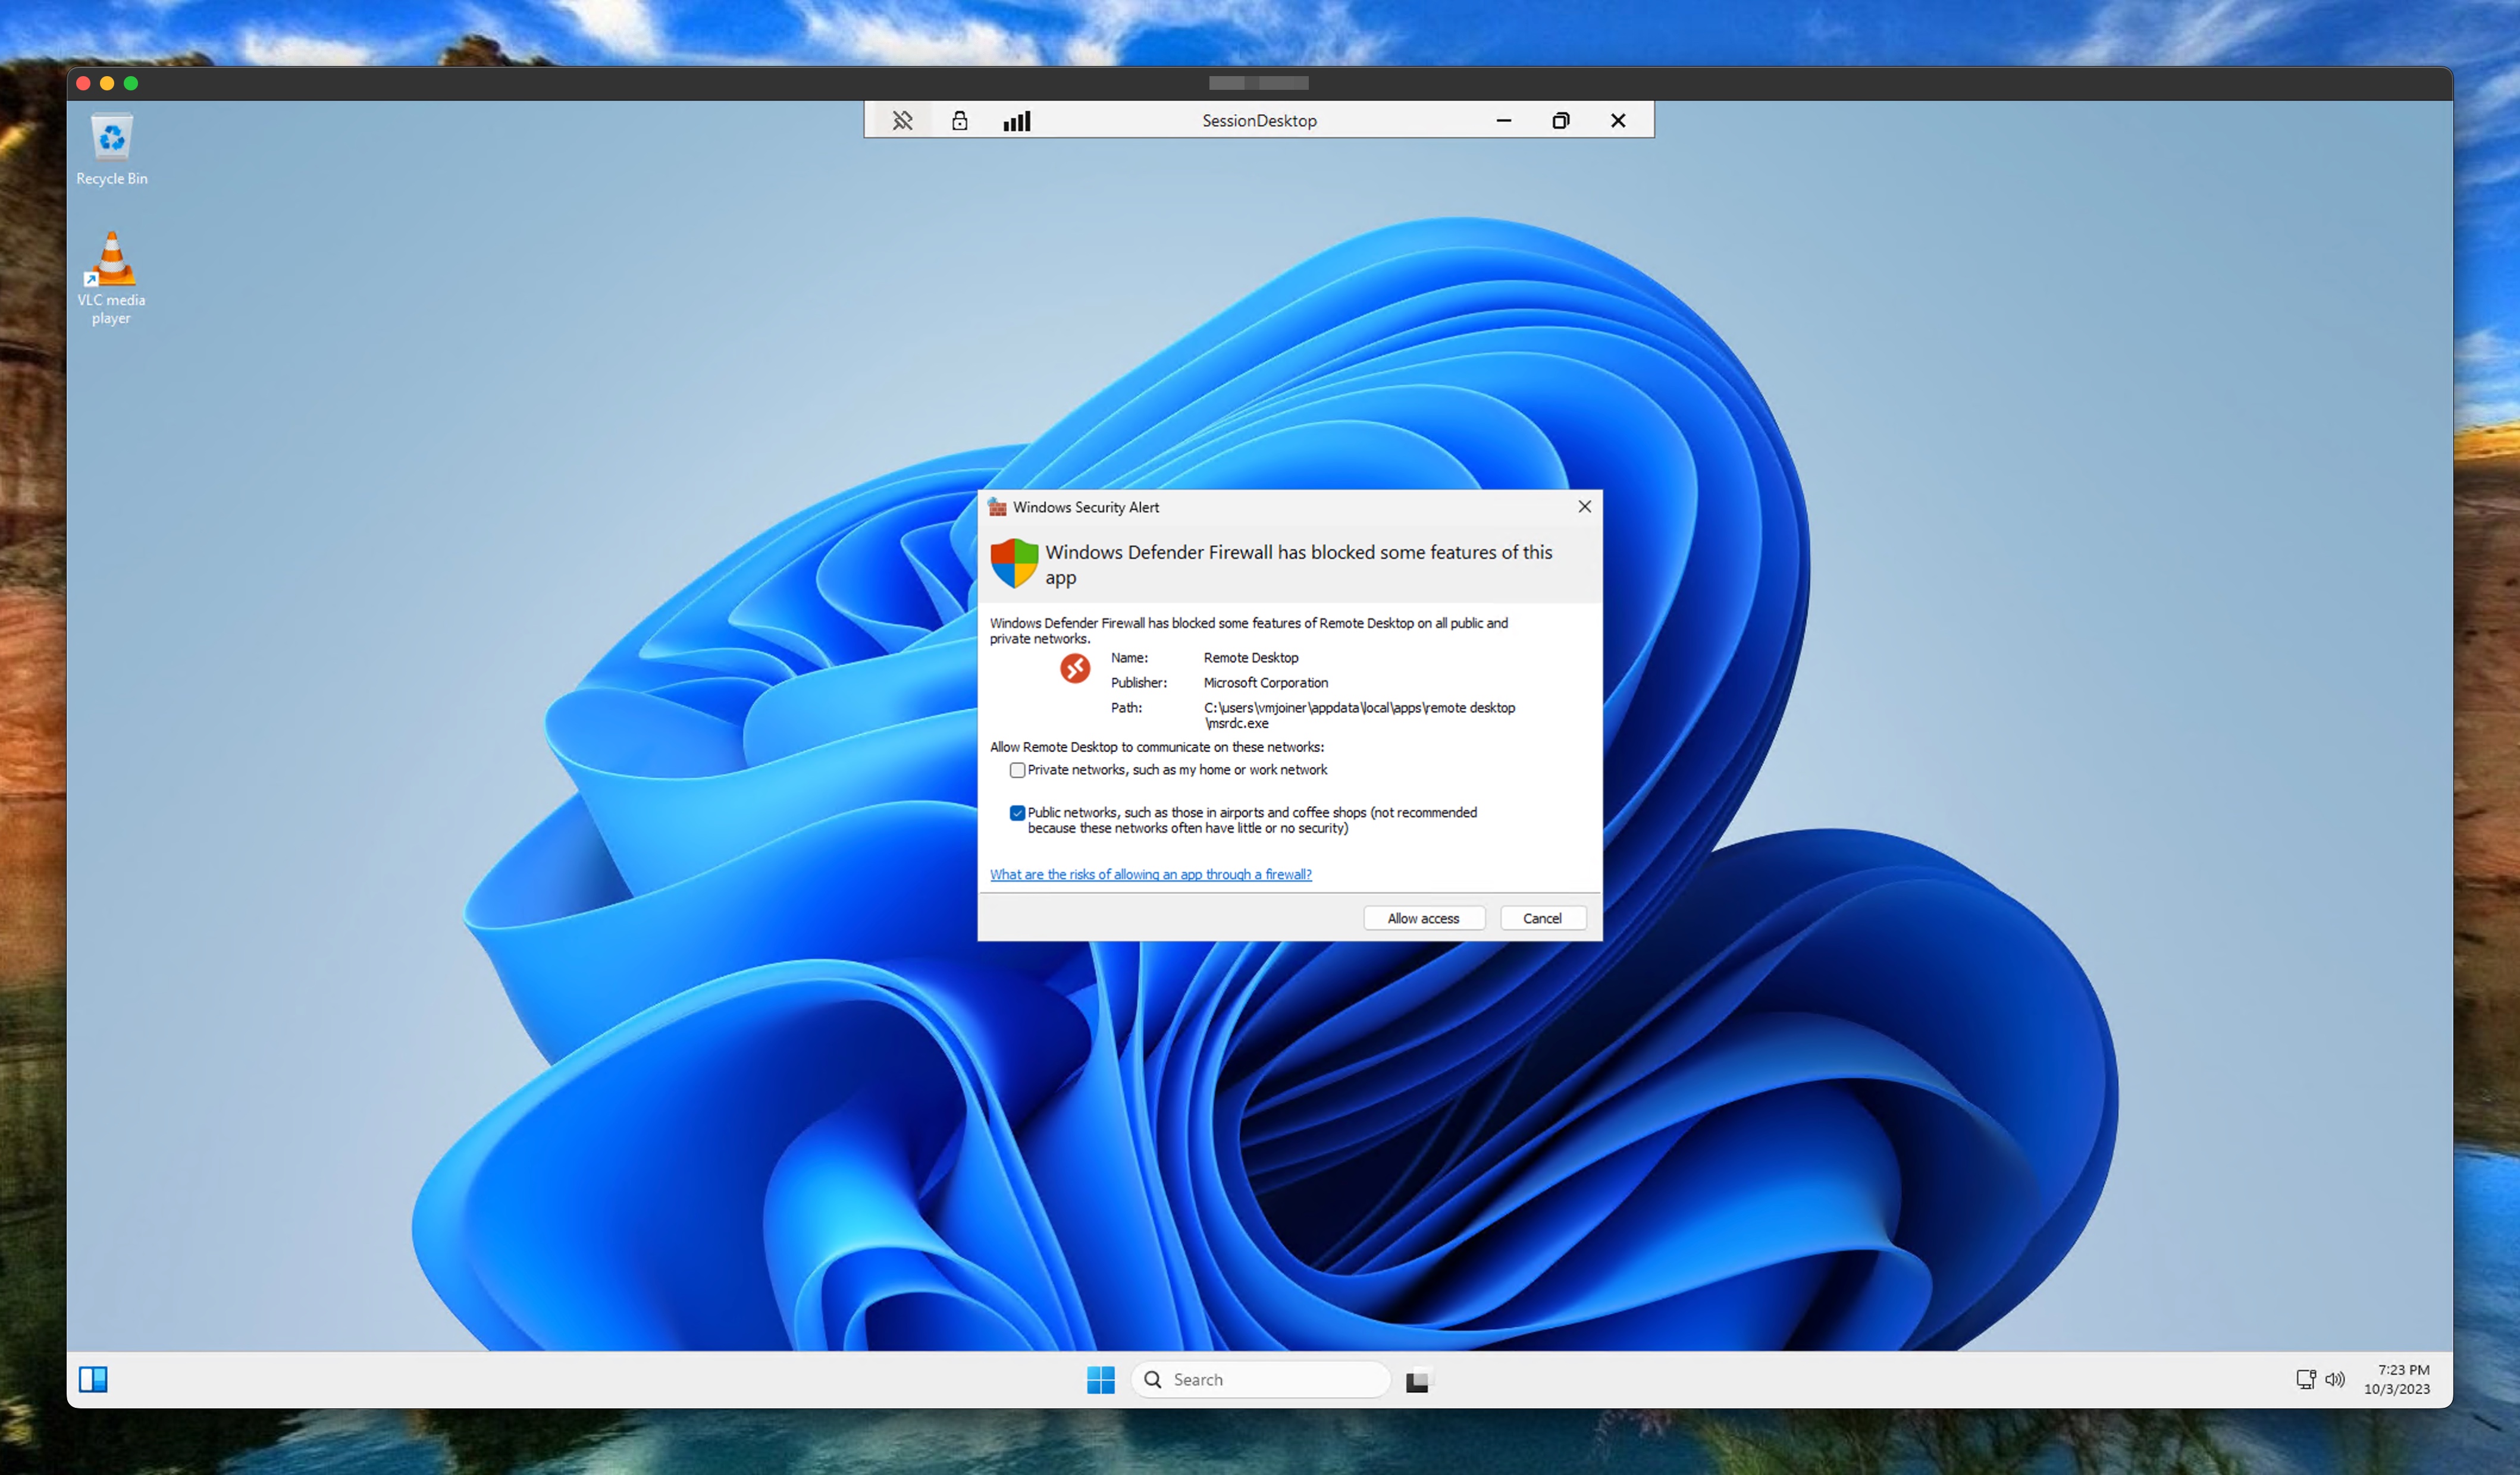 SessionDesktop
Recycle Bin
VLC media
player
Windows Security Alert
Windows Defender Firewall has blocked some features of this
app
Windows Defender Firewall has blocked some features of Remote Desktop on all public and
private networks.
Name: Remote Desktop
Publisher: Microsoft Corporation
Path: C:\users\vmjoiner\appdata\local\apps\remote desktop
\msrdc.exe
Allow Remote Desktop to communicate on these networks:
Private networks, such as my home or work network
Public networks, such as those in airports and coffee shops (not recommended
because these networks often have little or no security)
What are the risks of allowing an app through a firewall?
Allow access Cancel
Search
7:23 PM
10/3/2023